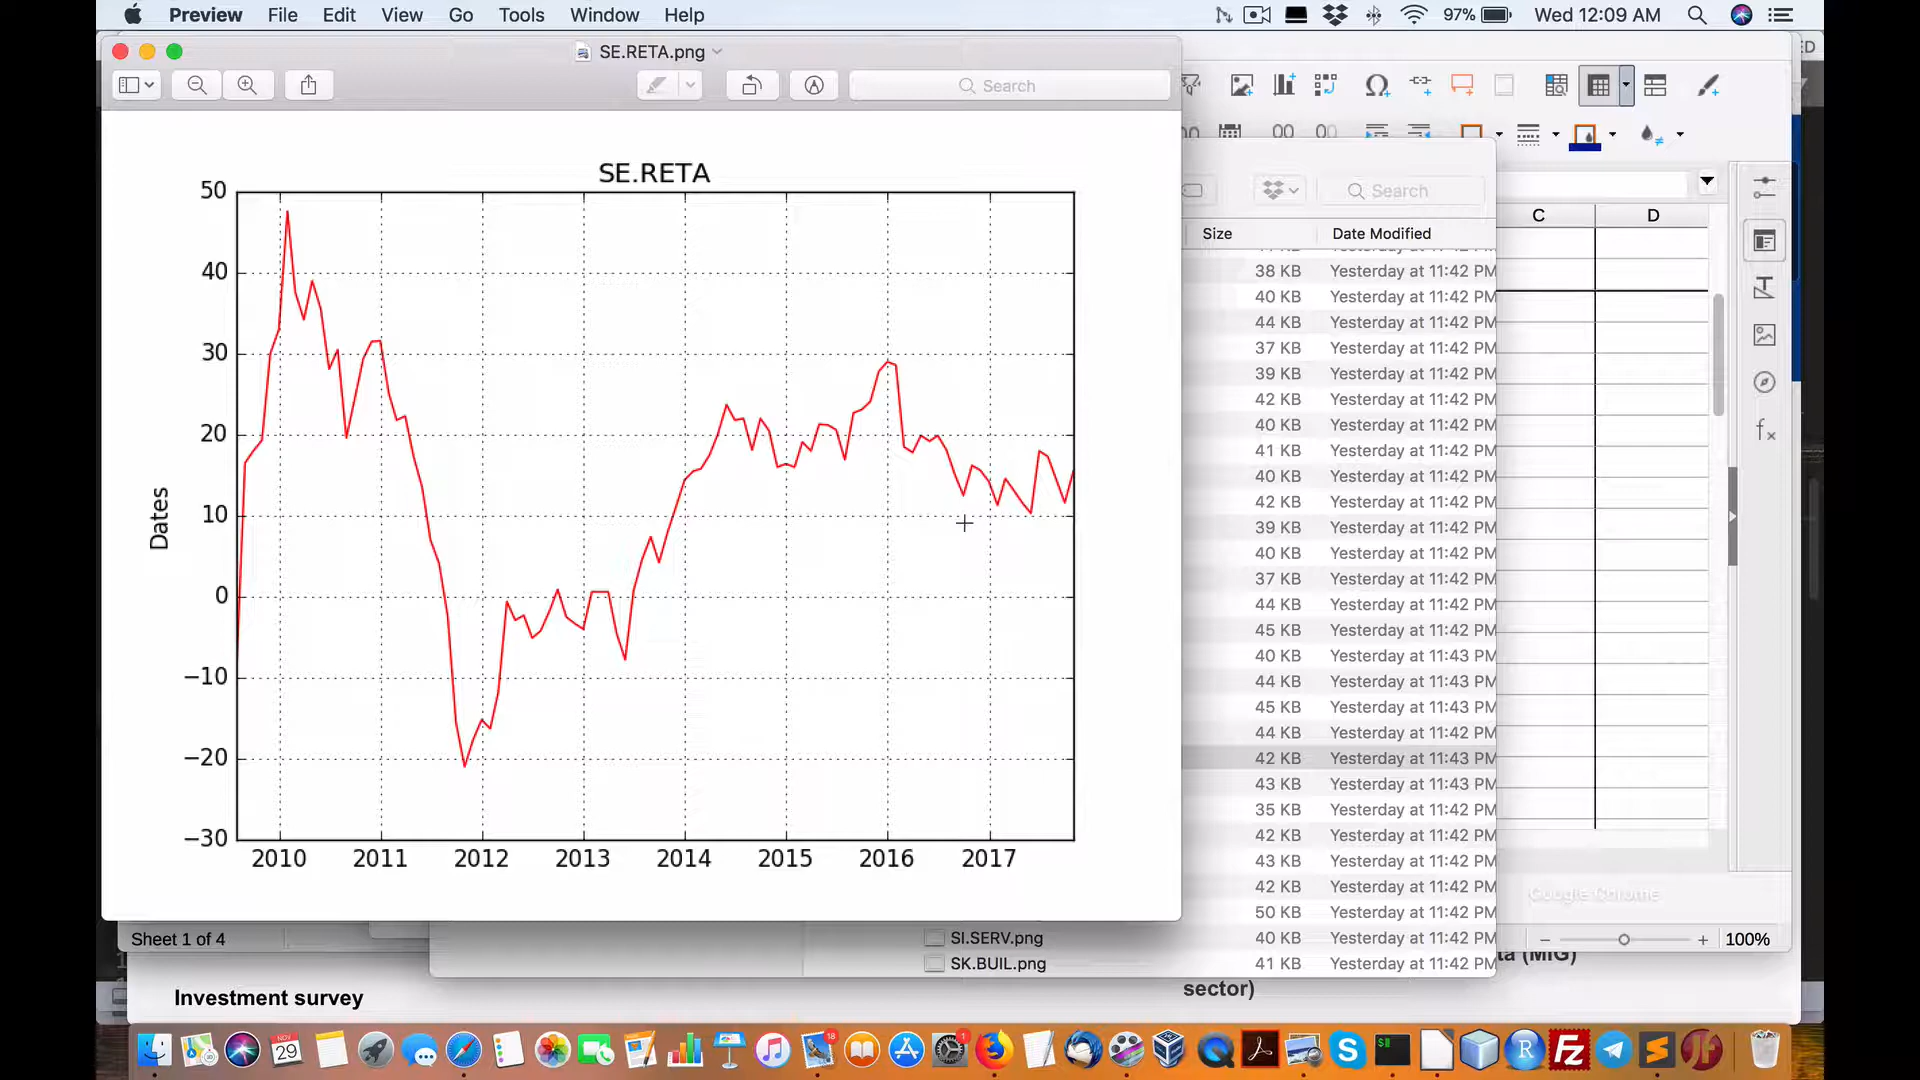 Preview File Edit View Go Tools Window Help 97% Wed 12:09 AM
SE.RETA.png
Search
SE.RETA
50
40
30
20
10
0
−10
−20
−30
Dates
2010 2011 2012 2013 2014 2015 2016 2017
Search
Size Date Modified
38 KB Yesterday at 11:42 PM
40 KB Yesterday at 11:42 PM
44 KB Yesterday at 11:42 PM
37 KB Yesterday at 11:42 PM
39 KB Yesterday at 11:42 PM
42 KB Yesterday at 11:42 PM
40 KB Yesterday at 11:42 PM
41 KB Yesterday at 11:42 PM
40 KB Yesterday at 11:42 PM
42 KB Yesterday at 11:42 PM
39 KB Yesterday at 11:42 PM
40 KB Yesterday at 11:42 PM
37 KB Yesterday at 11:42 PM
44 KB Yesterday at 11:42 PM
45 KB Yesterday at 11:42 PM
40 KB Yesterday at 11:43 PM
44 KB Yesterday at 11:43 PM
45 KB Yesterday at 11:42 PM
44 KB Yesterday at 11:42 PM
42 KB Yesterday at 11:43 PM
43 KB Yesterday at 11:43 PM
35 KB Yesterday at 11:42 PM
42 KB Yesterday at 11:42 PM
43 KB Yesterday at 11:42 PM
42 KB Yesterday at 11:42 PM
50 KB Yesterday at 11:42 PM
SI.SERV.png 40 KB Yesterday at 11:42 PM
SK.BUIL.png 41 KB Yesterday at 11:42 PM
C D
Google Chrome
Sheet 1 of 4
100%
(MIG)
Investment survey
sector)
NOV
29
18
1